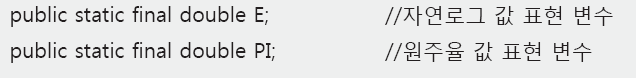 public static final double E; //자연로그 값 표현 변수
public static final double PI; //원주율 값 표현 변수